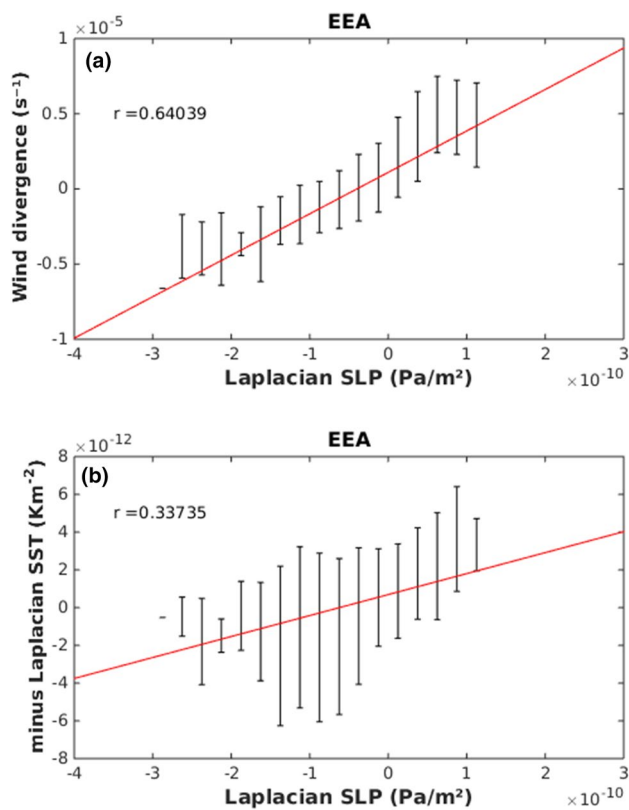 ×10⁻⁵
EEA
1
(a)
r =0.64039
0.5
0
-0.5
-1
Wind divergence (s⁻¹)
-4 -3 -2 -1 0 1 2 3
Laplacian SLP (Pa/m²)
×10⁻¹⁰
×10⁻¹²
EEA
8
(b)
6
r =0.33735
4
2
0
-2
-4
-6
-8
minus Laplacian SST (Km⁻²)
-4 -3 -2 -1 0 1 2 3
Laplacian SLP (Pa/m²)
×10⁻¹⁰